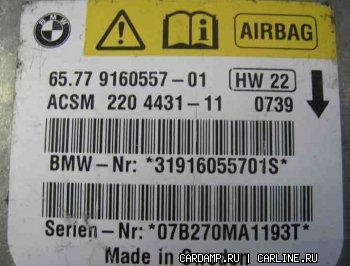 BMW
AIRBAG
65.77 9160557-01 HW 22
ACSM 220 4431-11 0739
BMW-Nr: *31916055701S*
Serien-Nr: *07B270MA1193T*
Made in
CARDAMP.RU | CARLINE.RU